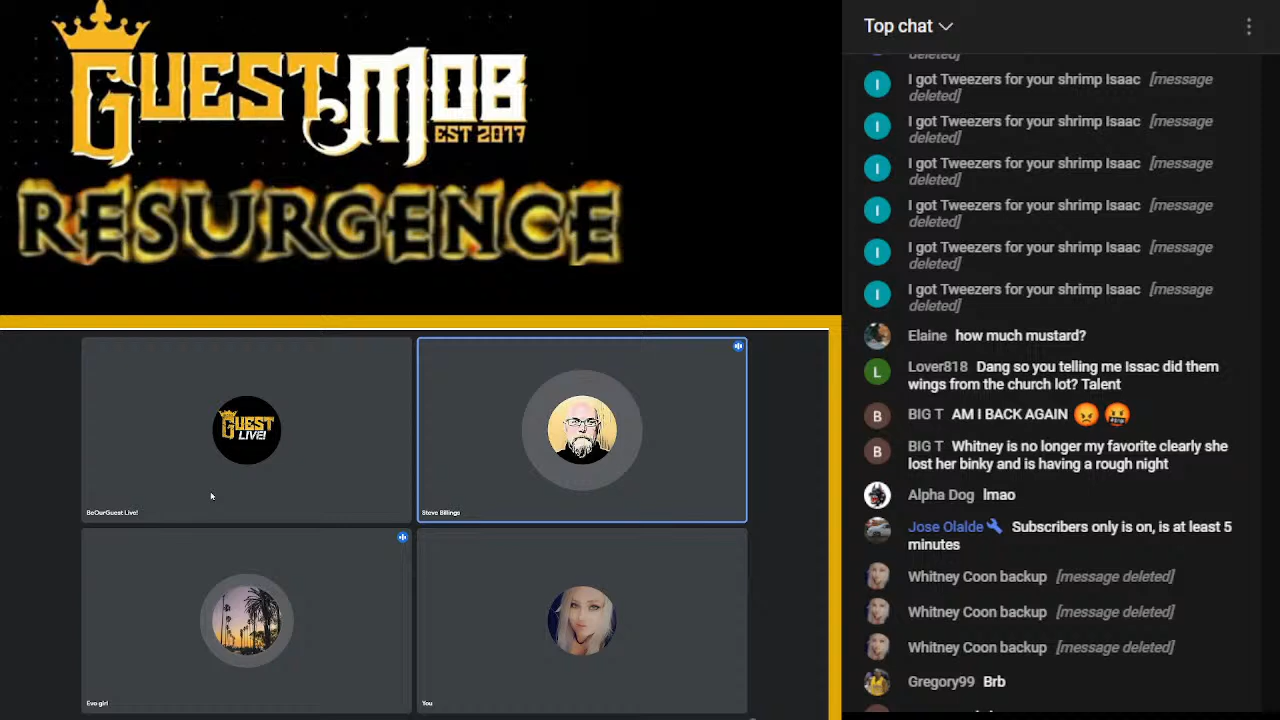 GUESTMOB
EST 2017
RESURGENCE
GUEST
LIVE!
BeOurGuest Live!
Steve Billings
Evo girl
You
Top chat
deleted]
I I got Tweezers for your shrimp Isaac [message
deleted]
I I got Tweezers for your shrimp Isaac [message
deleted]
I I got Tweezers for your shrimp Isaac [message
deleted]
I I got Tweezers for your shrimp Isaac [message
deleted]
I I got Tweezers for your shrimp Isaac [message
deleted]
I I got Tweezers for your shrimp Isaac [message
deleted]
Elaine how much mustard?
L Lover818 Dang so you telling me Issac did them
wings from the church lot? Talent
B BIG T AM I BACK AGAIN 😡 🤬
B BIG T Whitney is no longer my favorite clearly she
lost her binky and is having a rough night
Alpha Dog lmao
Jose Olalde Subscribers only is on, is at least 5
minutes
Whitney Coon backup [message deleted]
Whitney Coon backup [message deleted]
Whitney Coon backup [message deleted]
Gregory99 Brb